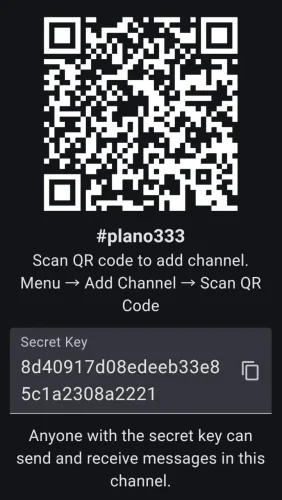 #plano333
Scan QR code to add channel.
Menu → Add Channel → Scan QR
Code
Secret Key
8d40917d08edeeb33e8
5c1a2308a2221
Anyone with the secret key can
send and receive messages in this
channel.